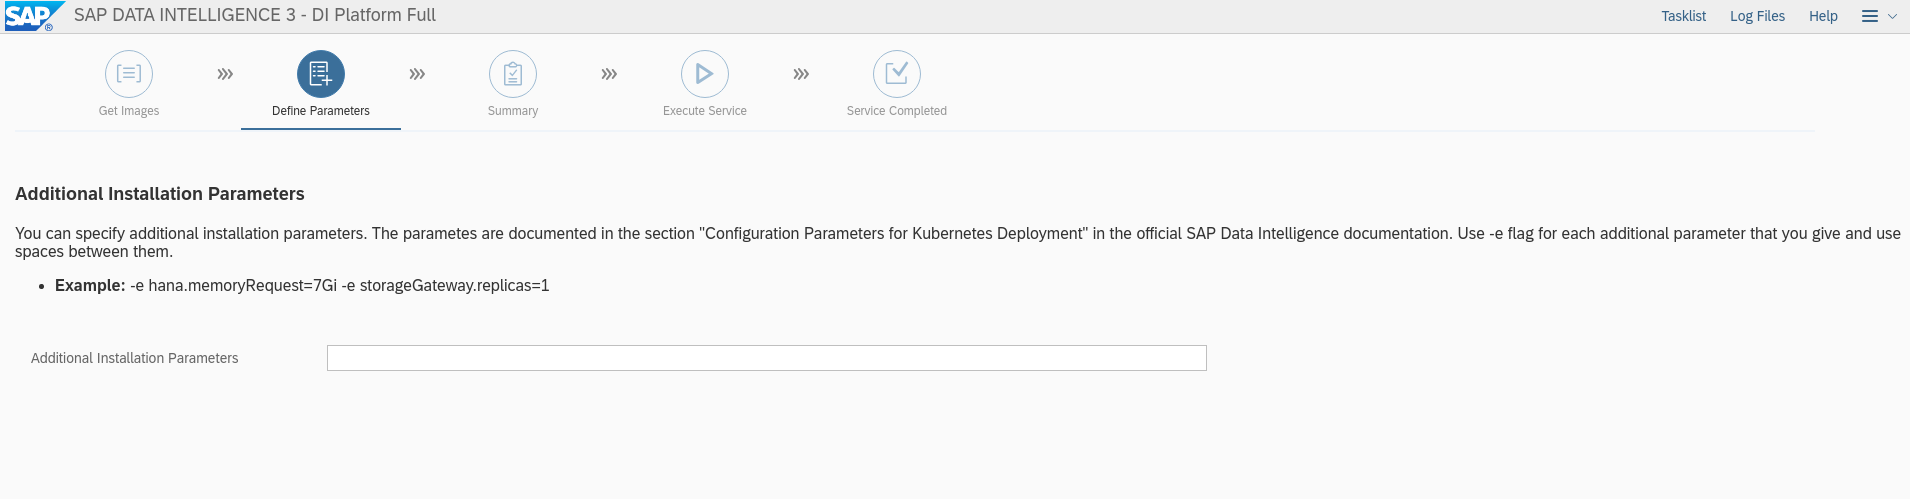 SAP ® SAP DATA INTELLIGENCE 3 - DI Platform Full Tasklist Log Files Help
Get Images Define Parameters Summary Execute Service Service Completed
Additional Installation Parameters
You can specify additional installation parameters. The parametes are documented in the section "Configuration Parameters for Kubernetes Deployment" in the official SAP Data Intelligence documentation. Use -e flag for each additional parameter that you give and use
spaces between them.
• Example: -e hana.memoryRequest=7Gi -e storageGateway.replicas=1
Additional Installation Parameters